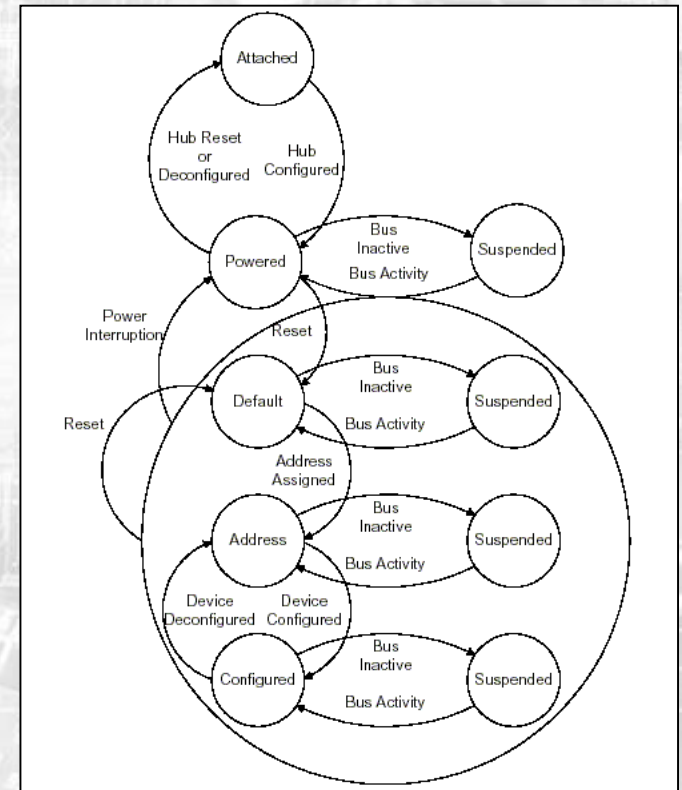 Attached
Hub Reset
or
Deconfigured
Hub
Configured
Powered
Bus
Inactive
Bus Activity
Suspended
Power
Interruption
Reset
Default
Bus
Inactive
Bus Activity
Suspended
Reset
Address
Assigned
Address
Bus
Inactive
Bus Activity
Suspended
Device
Deconfigured
Device
Configured
Configured
Bus
Inactive
Bus Activity
Suspended